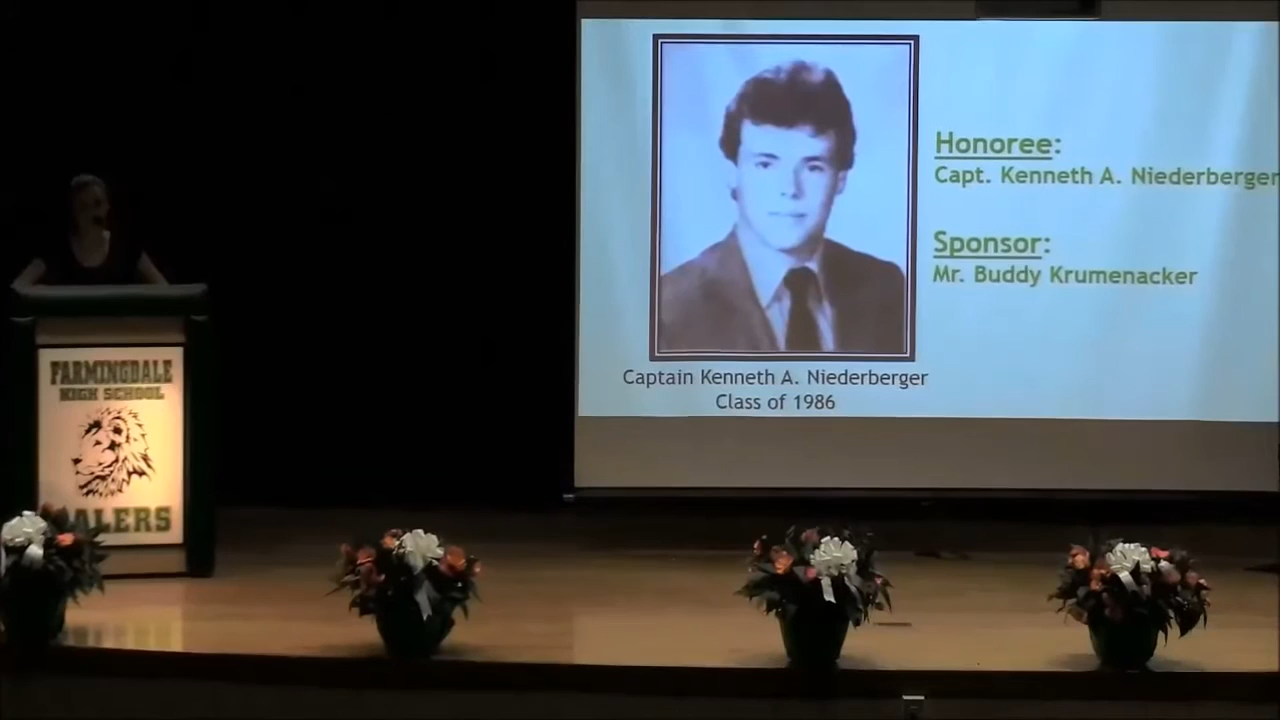 Honoree:
Capt. Kenneth A. Niederberger
Sponsor:
Mr. Buddy Krumenacker
Captain Kenneth A. Niederberger
Class of 1986
FARMINGDALE
HIGH SCHOOL
ALERS